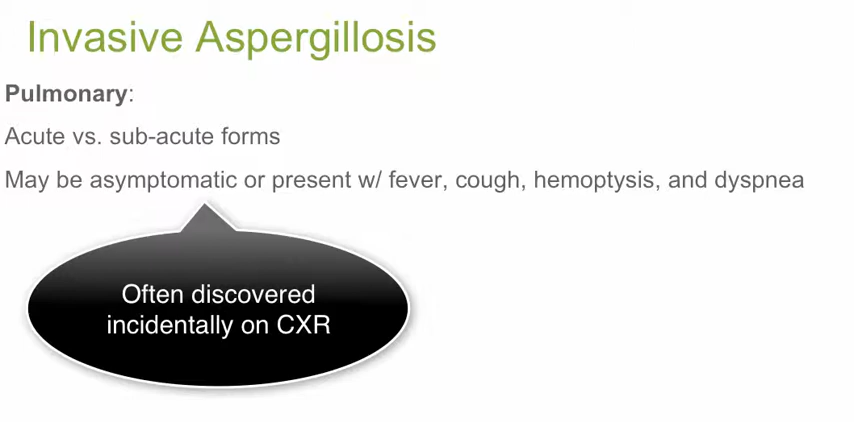 Invasive Aspergillosis
Pulmonary:
Acute vs. sub-acute forms
May be asymptomatic or present w/ fever, cough, hemoptysis, and dyspnea
Often discovered
incidentally on CXR